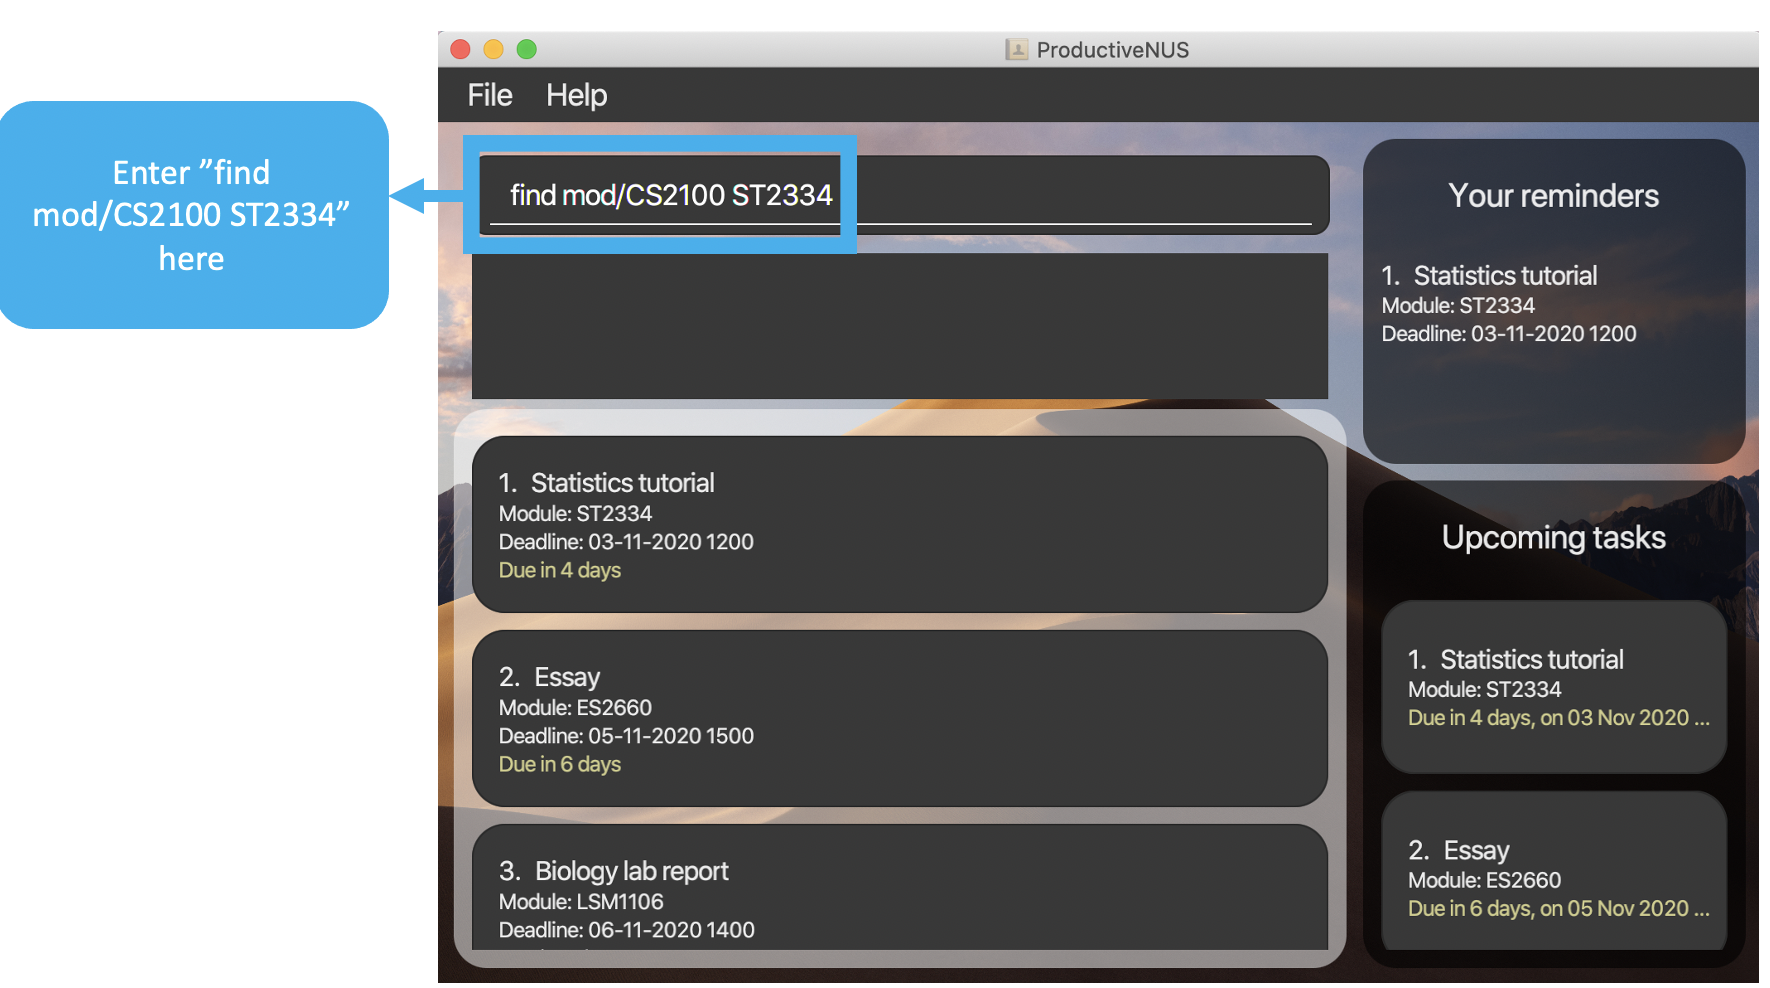 ProductiveNUS
File Help
Enter ”find
mod/CS2100 ST2334”
here
find mod/CS2100 ST2334
1. Statistics tutorial
Module: ST2334
Deadline: 03-11-2020 1200
Due in 4 days
2. Essay
Module: ES2660
Deadline: 05-11-2020 1500
Due in 6 days
3. Biology lab report
Module: LSM1106
Deadline: 06-11-2020 1400
Your reminders
1. Statistics tutorial
Module: ST2334
Deadline: 03-11-2020 1200
Upcoming tasks
1. Statistics tutorial
Module: ST2334
Due in 4 days, on 03 Nov 2020 ...
2. Essay
Module: ES2660
Due in 6 days, on 05 Nov 2020 ...